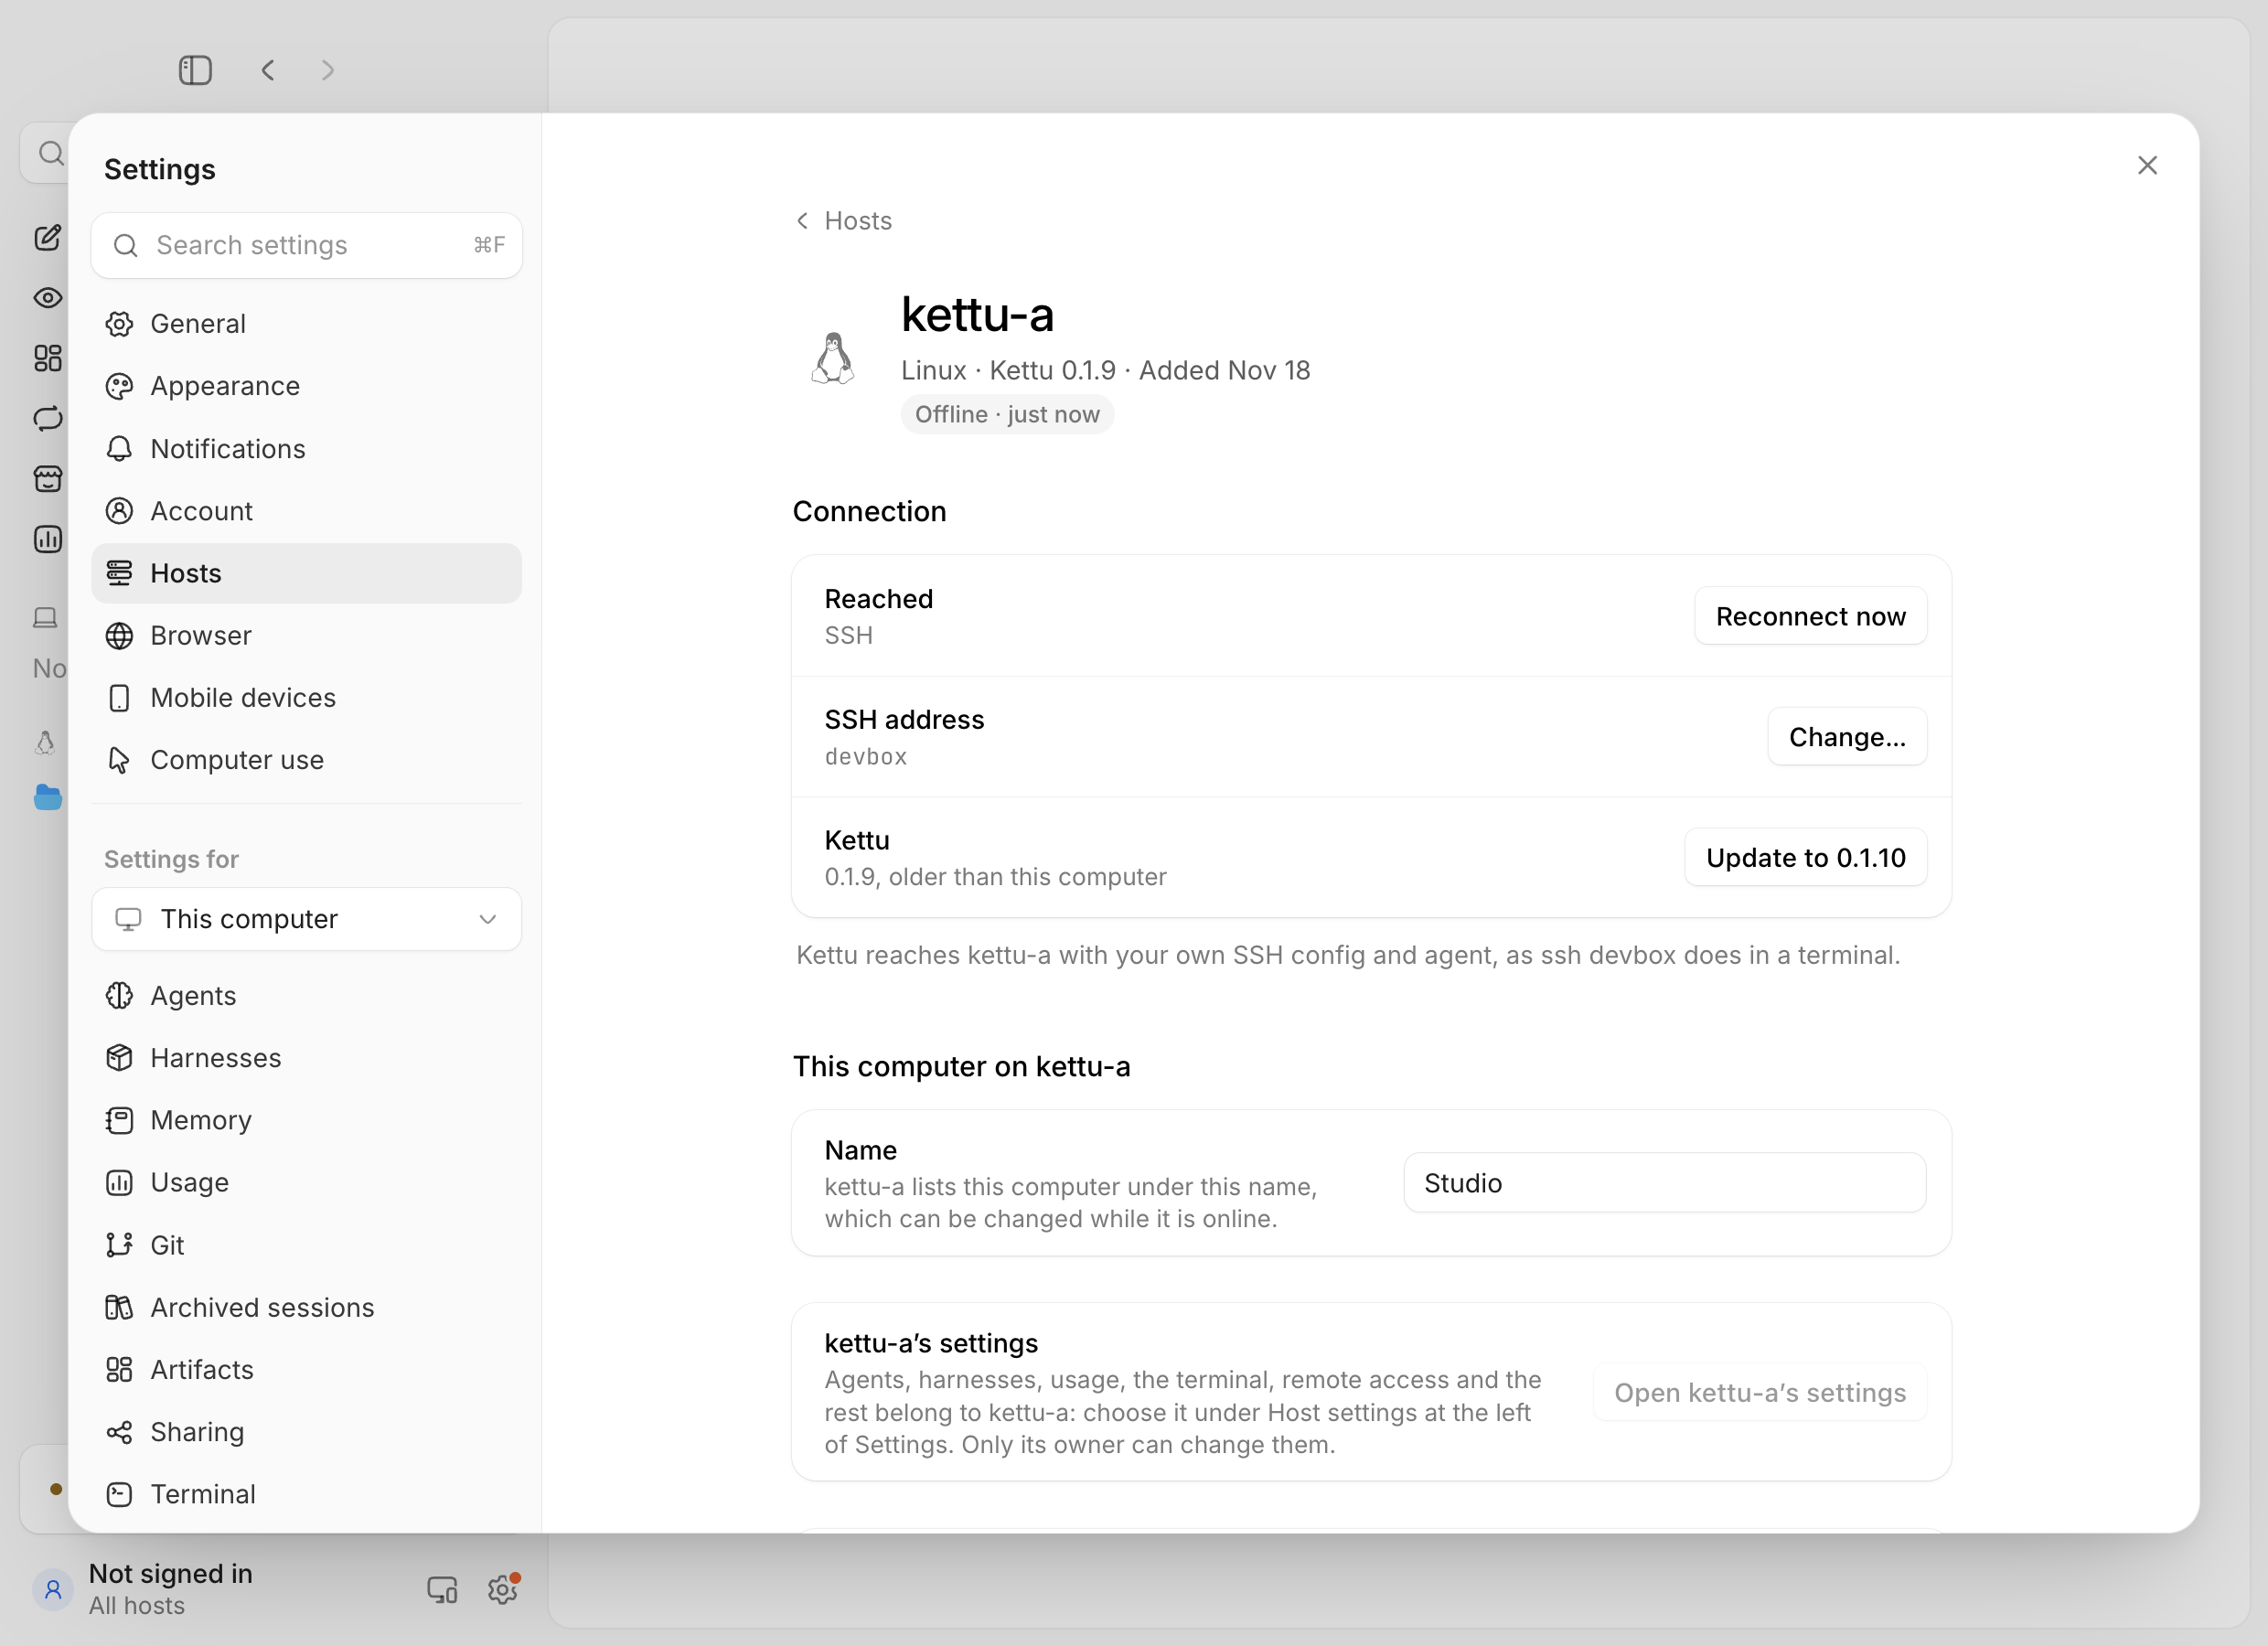 Settings
Search settings ⌘F
General
Appearance
Notifications
Account
Hosts
Browser
Mobile devices
Computer use
Settings for
This computer
Agents
Harnesses
Memory
Usage
Git
Archived sessions
Artifacts
Sharing
Terminal
No
Not signed in
All hosts
Hosts
kettu-a
Linux · Kettu 0.1.9 · Added Nov 18
Offline · just now
Connection
Reached
SSH
Reconnect now
SSH address
devbox
Change...
Kettu
0.1.9, older than this computer
Update to 0.1.10
Kettu reaches kettu-a with your own SSH config and agent, as ssh devbox does in a terminal.
This computer on kettu-a
Name
kettu-a lists this computer under this name,
which can be changed while it is online.
Studio
kettu-a’s settings
Agents, harnesses, usage, the terminal, remote access and the
rest belong to kettu-a: choose it under Host settings at the left
of Settings. Only its owner can change them.
Open kettu-a’s settings